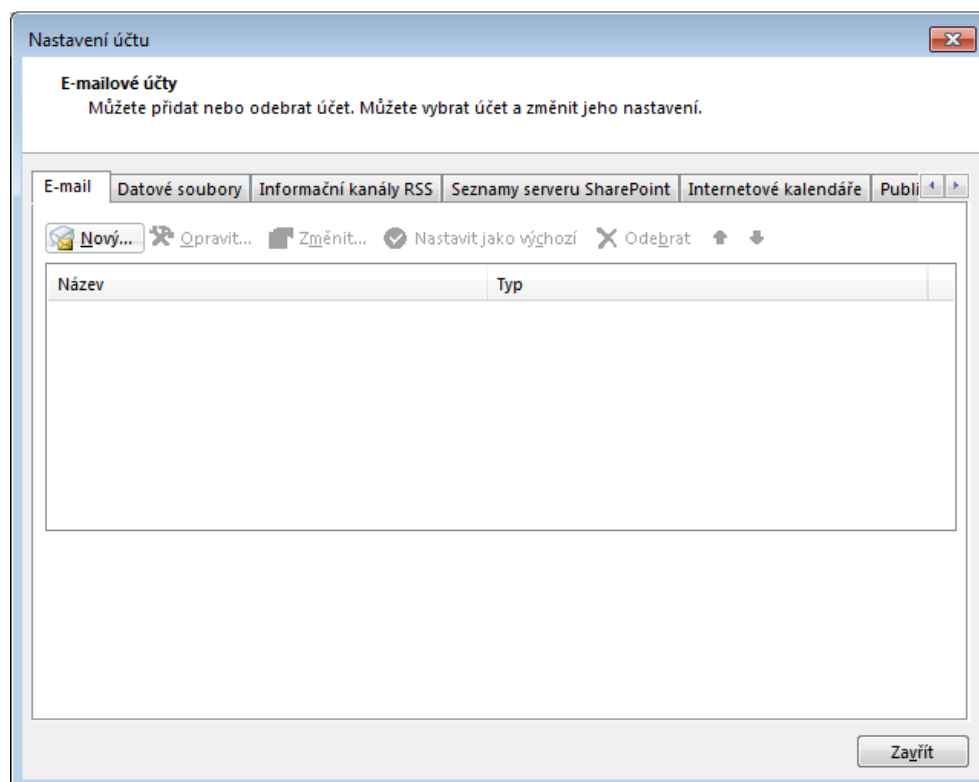 Nastavení účtu
E-mailové účty
Můžete přidat nebo odebrat účet. Můžete vybrat účet a změnit jeho nastavení.
E-mail Datové soubory Informační kanály RSS Seznamy serveru SharePoint Internetové kalendáře Publi
Nový... Opravit... Změnit... Nastavit jako výchozí Odebrat
Název Typ
Zavřít